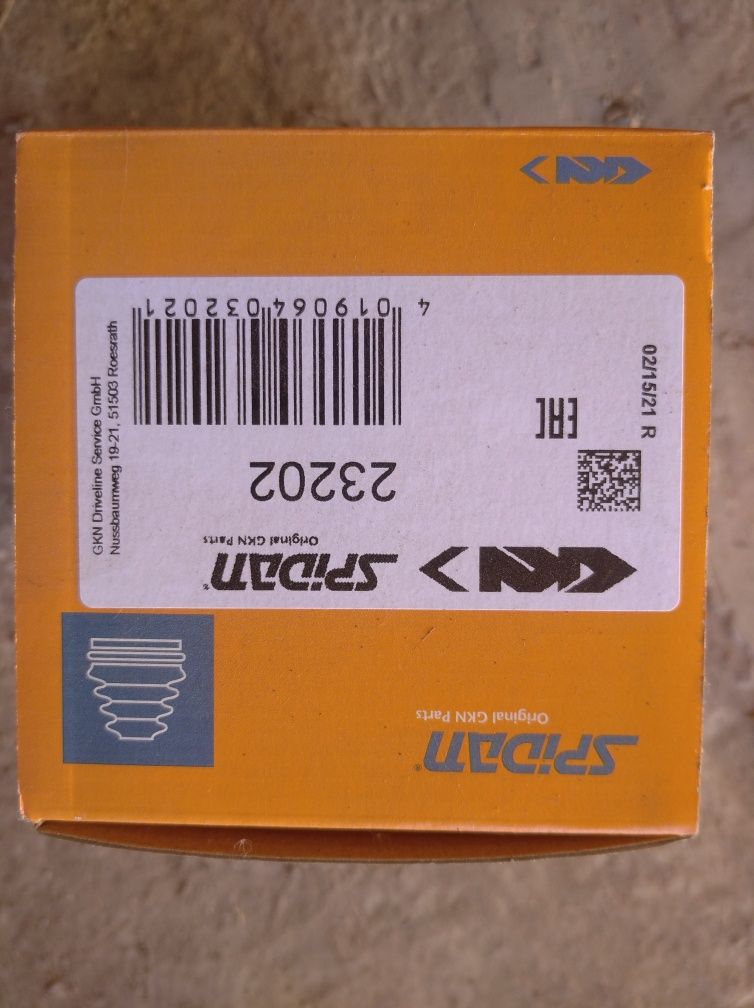 SPiDAN®
Original GKN Parts
GKN
SPiDAN®
Original GKN Parts
23202
EAC
02/15/21 R
4 019064 032021
GKN Driveline Service GmbH
Nussbaumweg 19-21, 51503 Roesrath
GKN